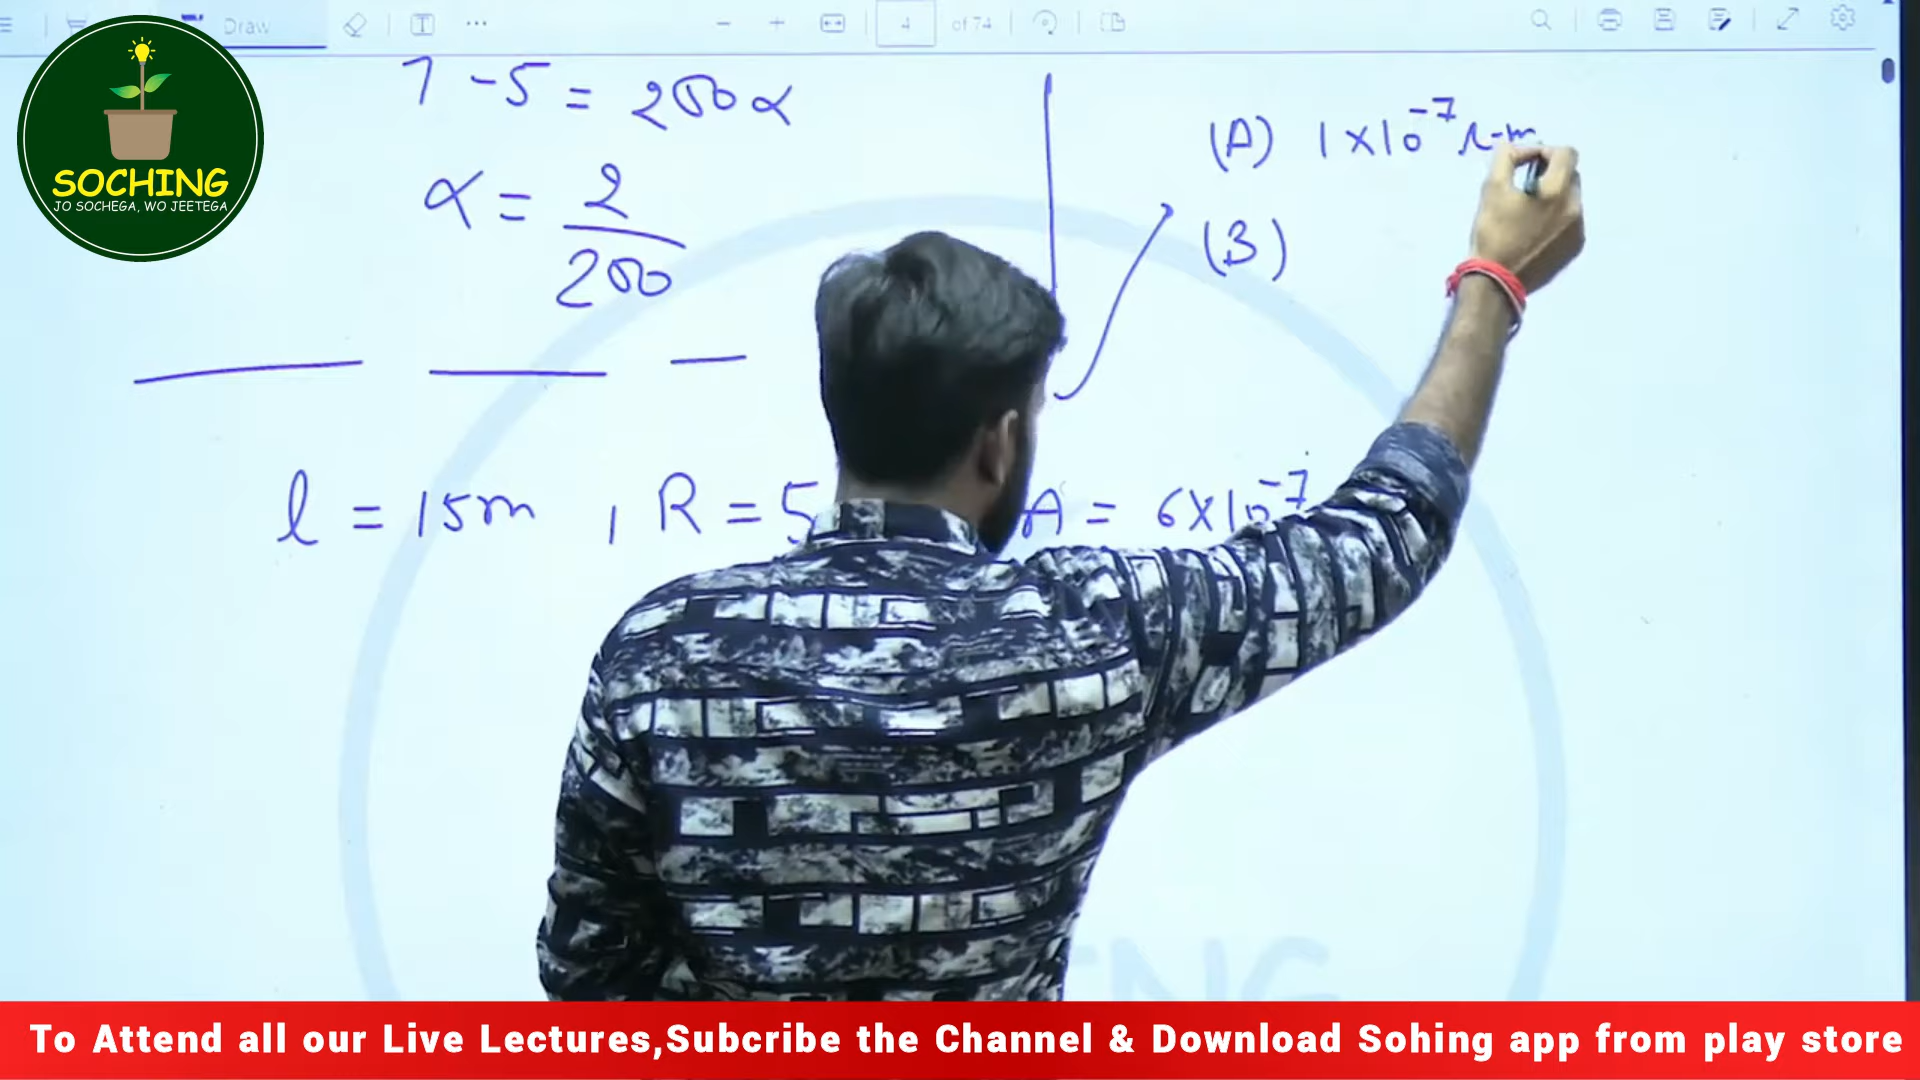 Draw
4 of 74
SOCHING
JO SOCHEGA, WO JEETEGA
7 - 5 = 200 α
α = 2
200
(A) 1 × 10⁻⁷ Ω-m
(B)
l = 15m , R = 5 A = 6×10⁻⁷
To Attend all our Live Lectures,Subcribe the Channel & Download Sohing app from play store